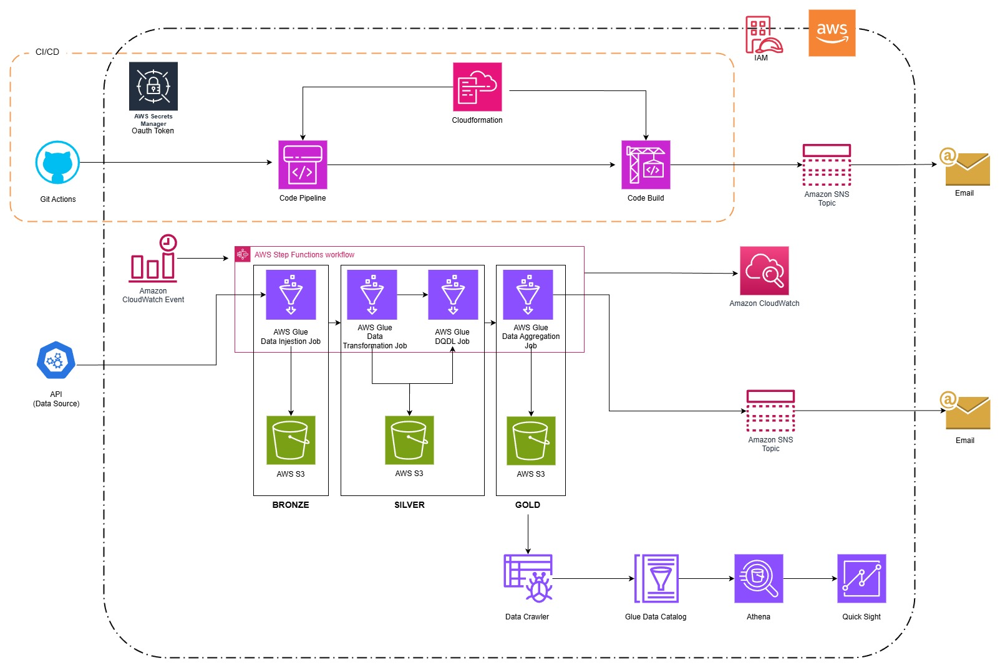 aws
IAM
CI/CD
AWS Secrets
Manager
Oauth Token
Cloudformation
Git Actions
Code Pipeline
Code Build
Amazon SNS
Topic
Email
Amazon
CloudWatch Event
AWS Step Functions workflow
AWS Glue
Data Injestion Job
AWS Glue
Data
Transformation Job
AWS Glue
DQDL Job
AWS Glue
Data Aggregation
Job
Amazon CloudWatch
API
(Data Source)
AWS S3
AWS S3
AWS S3
BRONZE
SILVER
GOLD
Amazon SNS
Topic
Email
Data Crawler
Glue Data Catalog
Athena
Quick Sight